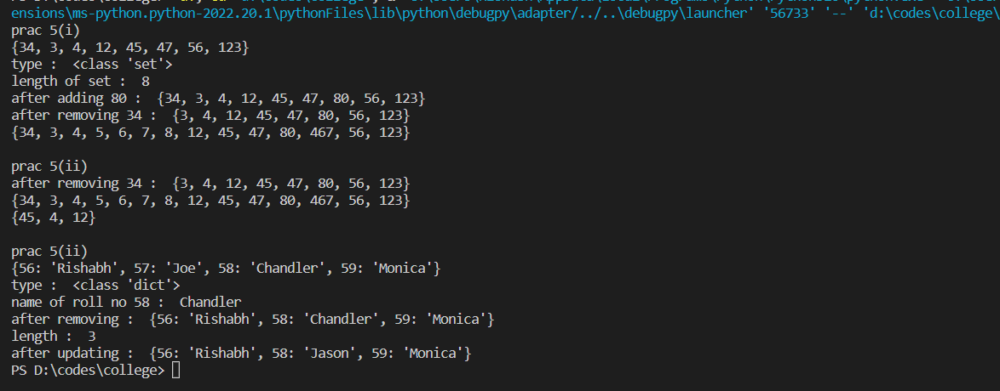 ensions\ms-python.python-2022.20.1\pythonFiles\lib\python\debugpy\adapter/../..\debugpy\launcher' '56733' '--' 'd:\codes\college\
prac 5(i)
{34, 3, 4, 12, 45, 47, 56, 123}
type :  <class 'set'>
length of set :  8
after adding 80 :  {34, 3, 4, 12, 45, 47, 80, 56, 123}
after removing 34 :  {3, 4, 12, 45, 47, 80, 56, 123}
{34, 3, 4, 5, 6, 7, 8, 12, 45, 47, 80, 467, 56, 123}

prac 5(ii)
after removing 34 :  {3, 4, 12, 45, 47, 80, 56, 123}
{34, 3, 4, 5, 6, 7, 8, 12, 45, 47, 80, 467, 56, 123}
{45, 4, 12}

prac 5(ii)
{56: 'Rishabh', 57: 'Joe', 58: 'Chandler', 59: 'Monica'}
type :  <class 'dict'>
name of roll no 58 :  Chandler
after removing :  {56: 'Rishabh', 58: 'Chandler', 59: 'Monica'}
length :  3
after updating :  {56: 'Rishabh', 58: 'Jason', 59: 'Monica'}
PS D:\codes\college>